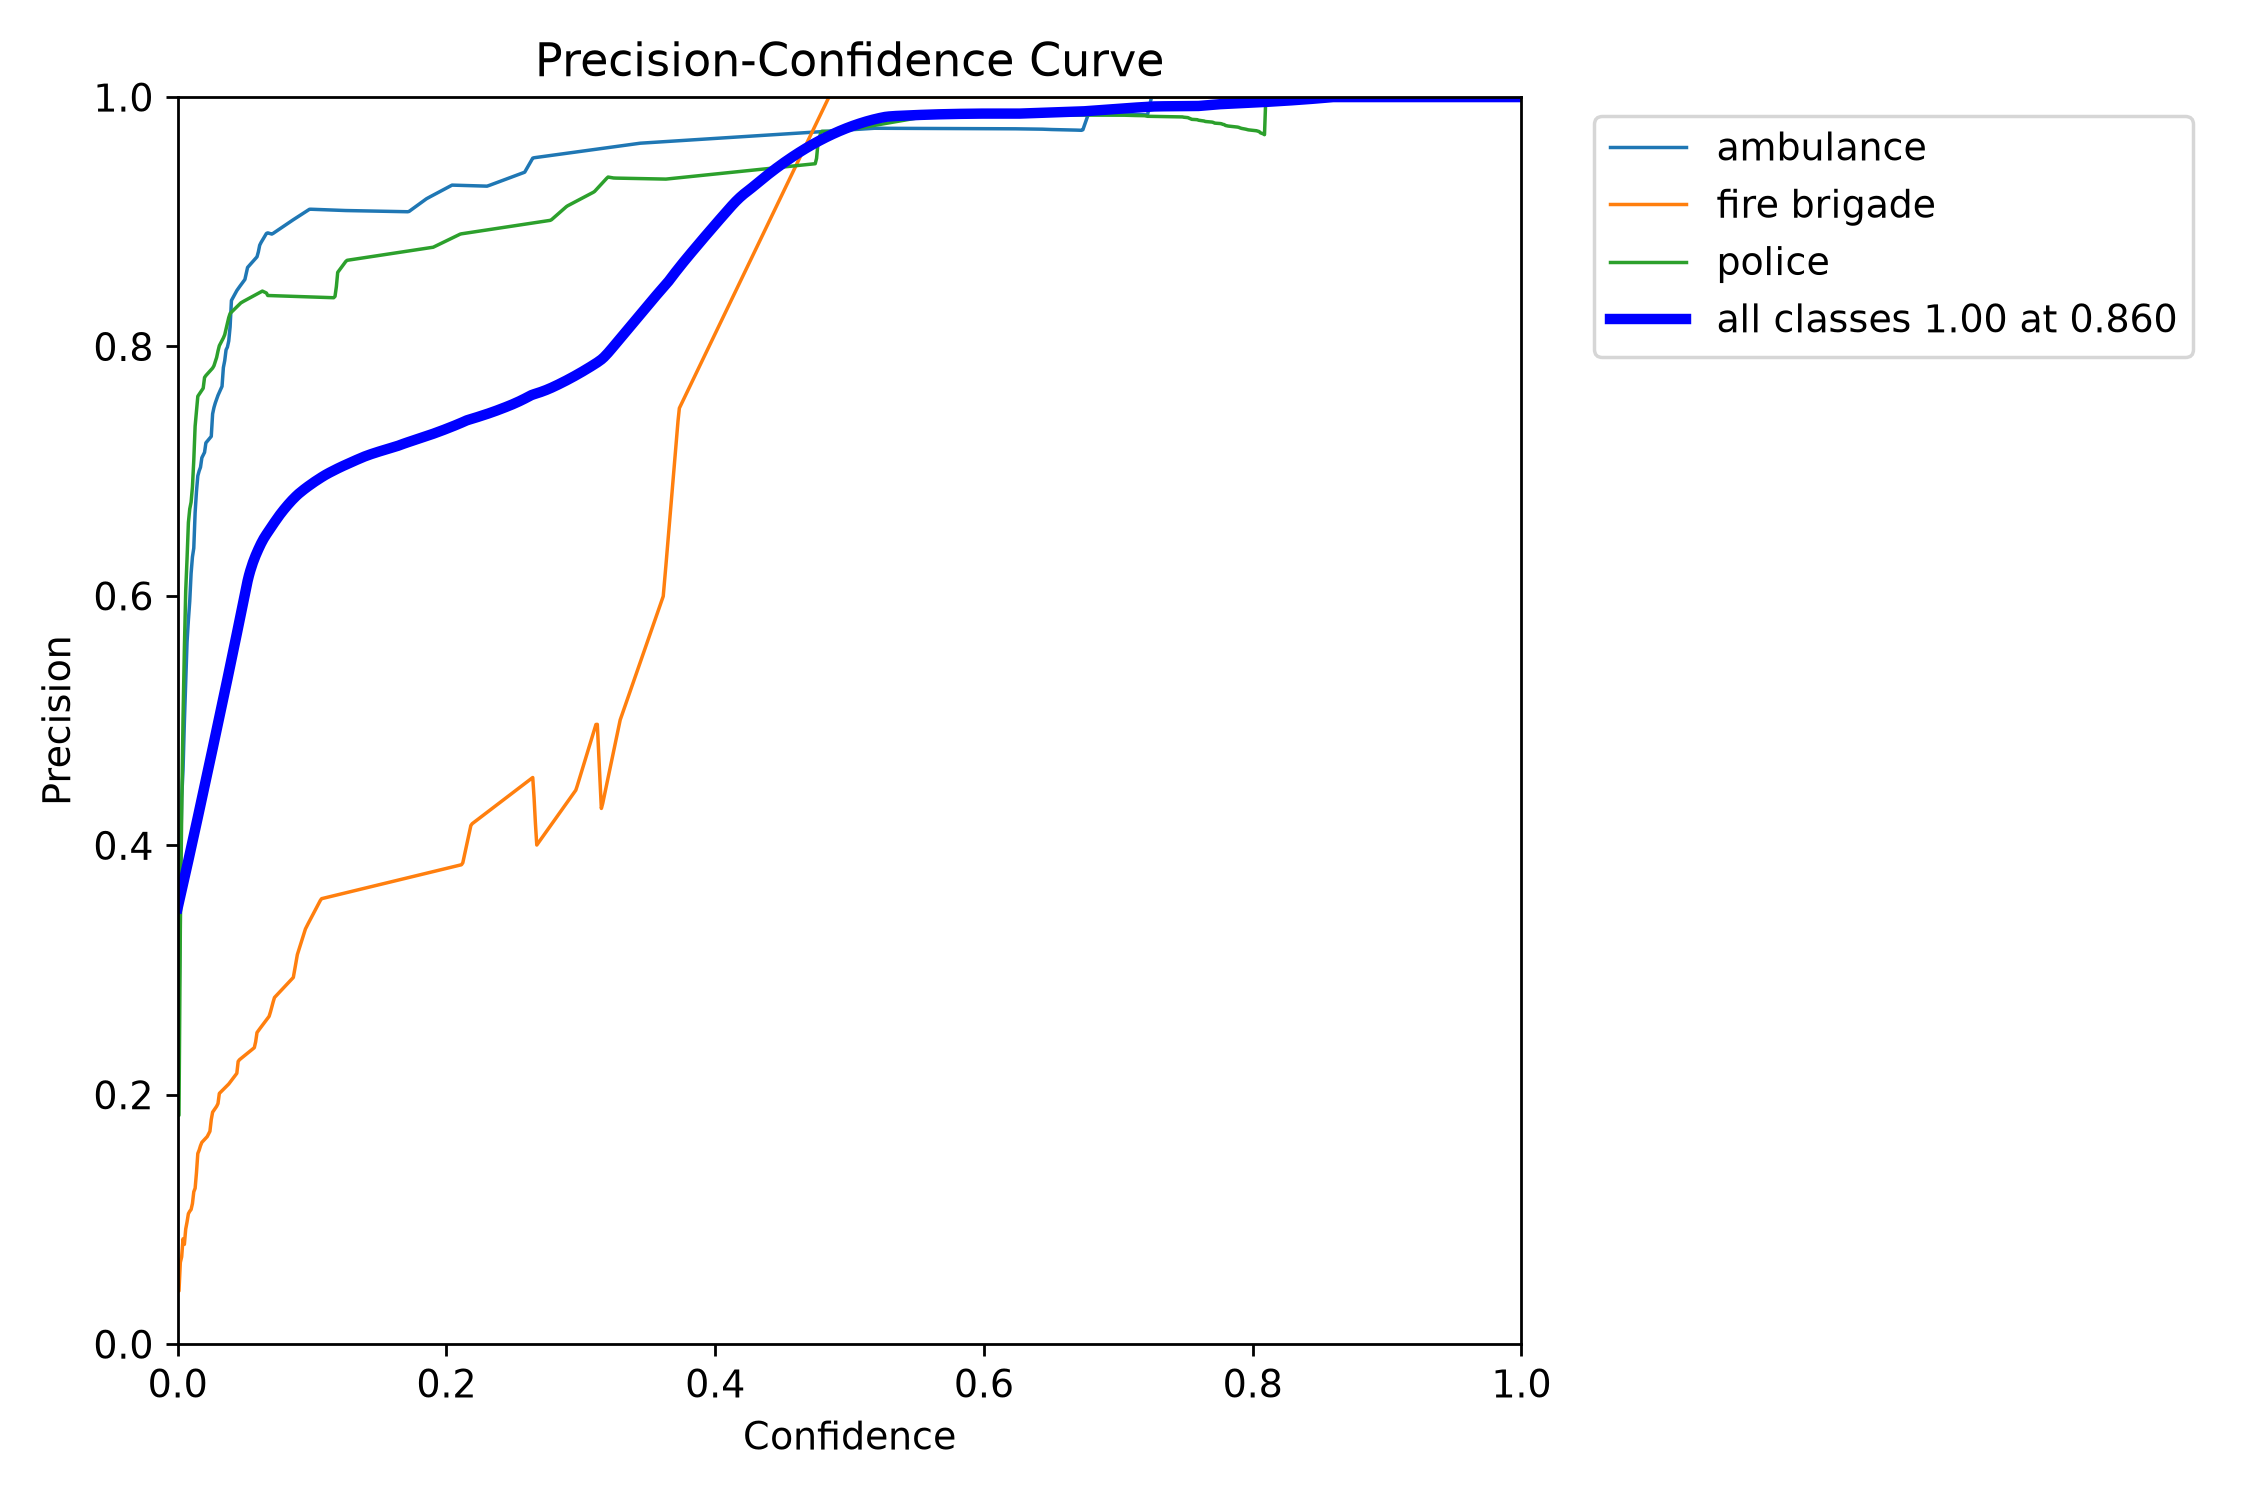 Precision-Confidence Curve
1.0
0.8
0.6
0.4
0.2
0.0
Precision
0.0 0.2 0.4 0.6 0.8 1.0
Confidence
ambulance
fire brigade
police
all classes 1.00 at 0.860